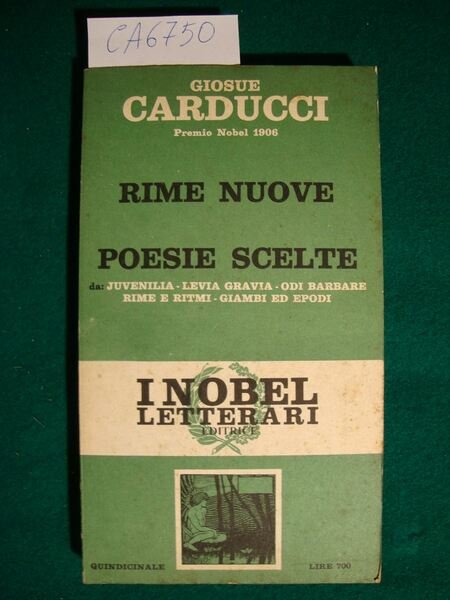 CA6750
GIOSUE
CARDUCCI
Premio Nobel 1906
RIME NUOVE
POESIE SCELTE
da: JUVENILIA - LEVIA GRAVIA - ODI BARBARE
RIME E RITMI - GIAMBI ED EPODI
I NOBEL
LETTERARI
EDITRICE
QUINDICINALE LIRE 700